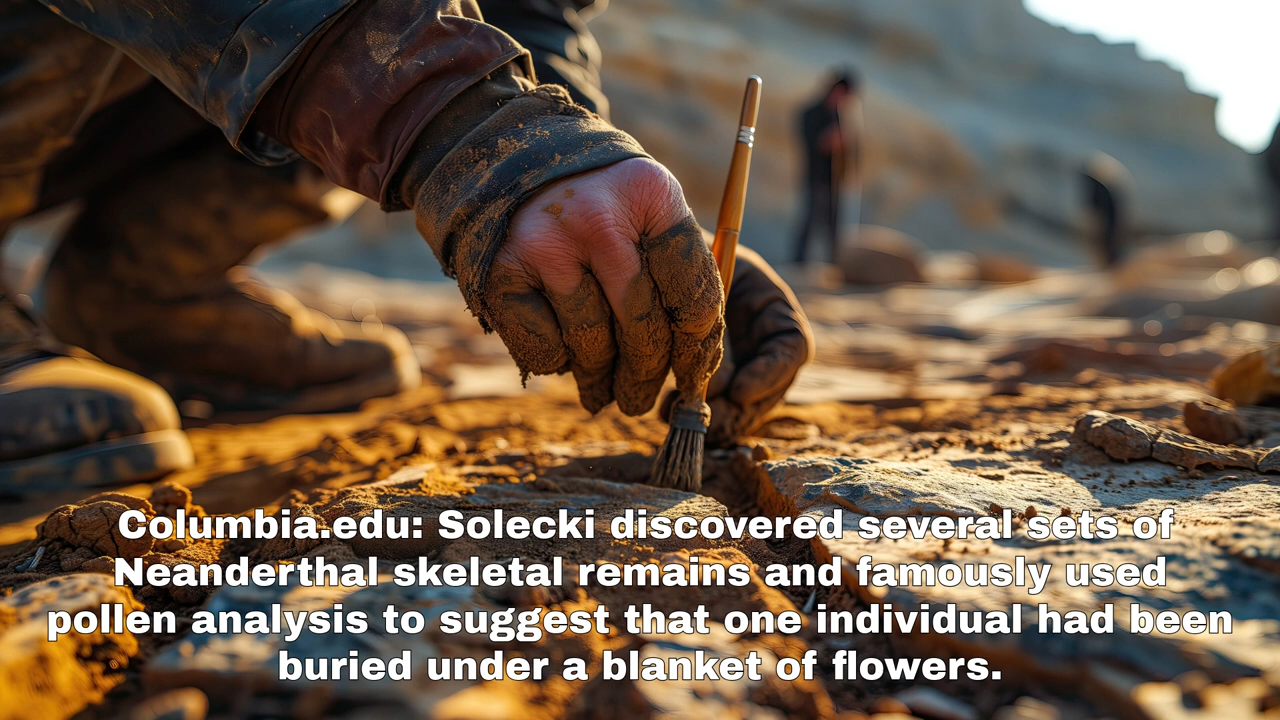 Columbia.edu: Solecki discovered several sets of
Neanderthal skeletal remains and famously used
pollen analysis to suggest that one individual had been
buried under a blanket of flowers.